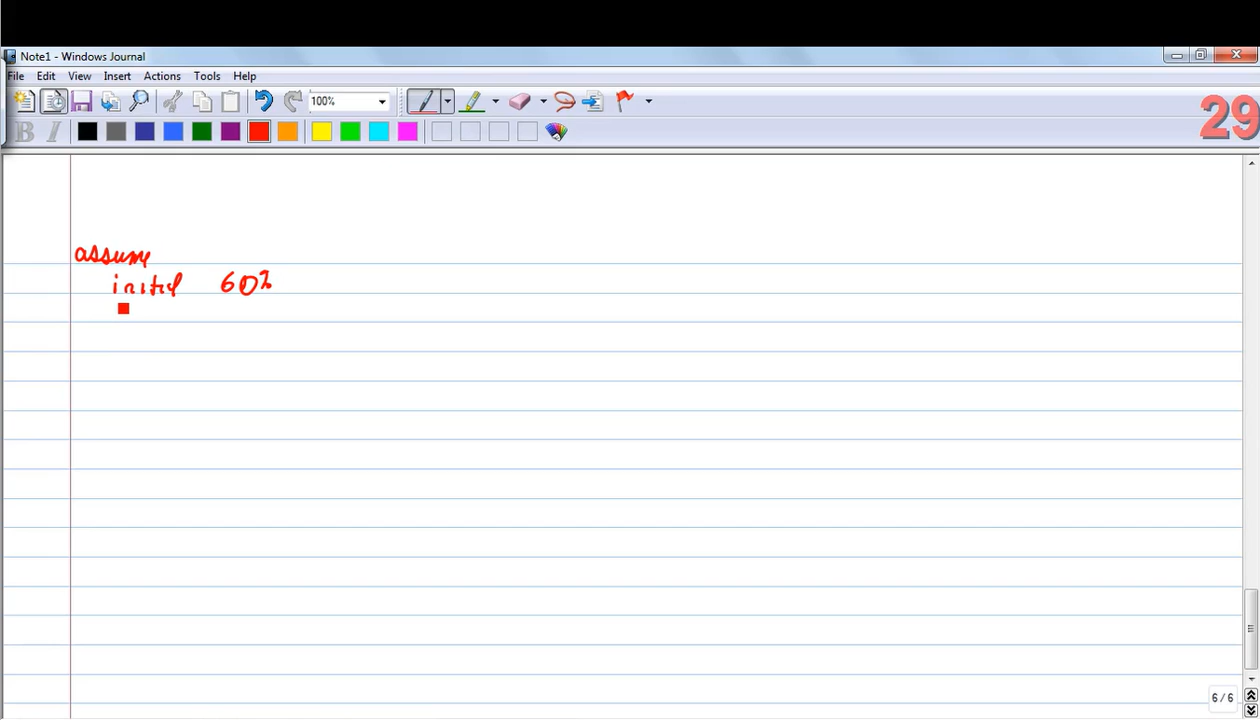 Note1 - Windows Journal
File Edit View Insert Actions Tools Help
100%
B I
29
assume
initial 60%
6 / 6